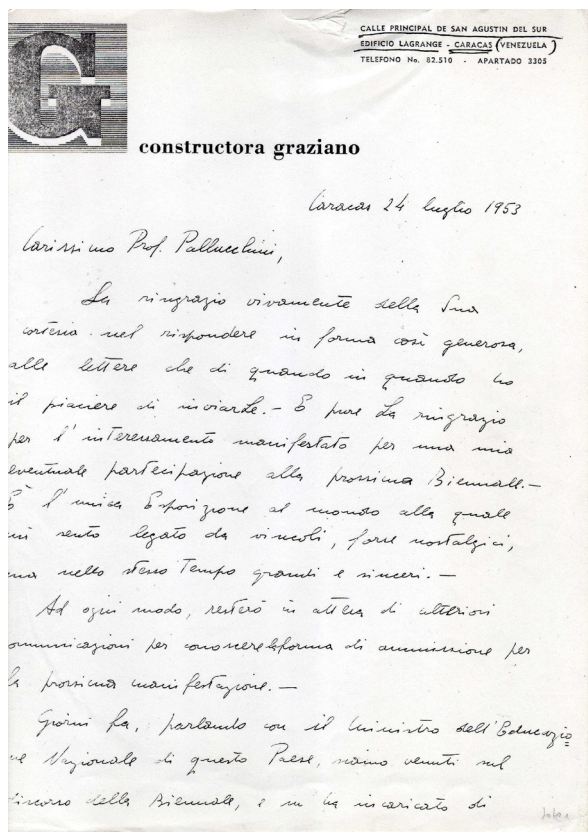 CALLE PRINCIPAL DE SAN AGUSTIN DEL SUR
EDIFICIO LAGRANGE - CARACAS (VENEZUELA)
TELEFONO No. 82.510 - APARTADO 3305
G
constructora graziano
Caracas 24 luglio 1953
Carissimo Prof. Pallucchini,
La ringrazio vivamente della Sua
cortesia nel rispondere in forma così generosa,
alle lettere che di quando in quando ho
il piacere di inviarLe.- E pure La ringrazio
per l'interessamento manifestato per una mia
eventuale partecipazione alla prossima Biennale.-
È l'unica Esposizione al mondo alla quale
mi sento legato da vincoli, forse nostalgici,
ma nello stesso tempo grandi e sinceri.-
Ad ogni modo, resterò in attesa di ulteriori
omunicazioni per conoscere la forma di ammissione per
la prossima manifestazione.-
Giorni fa, parlando con il Ministro dell'Educazio=
ne Nazionale di questo Paese, siamo venuti sul
discorso della Biennale, e mi ha incaricato di